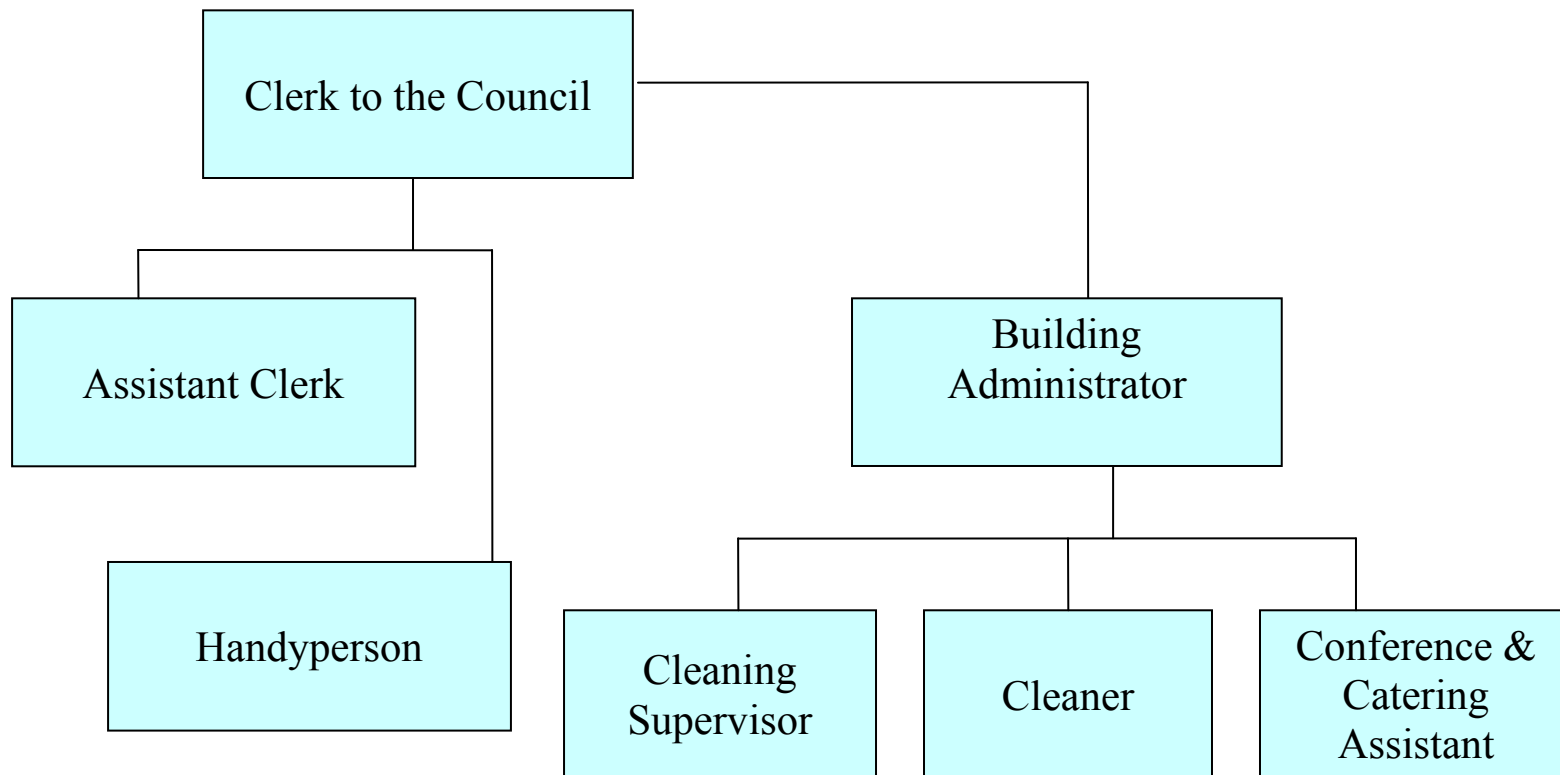 Clerk to the Council
Assistant Clerk
Building
Administrator
Handyperson
Cleaning
Supervisor
Cleaner
Conference &
Catering
Assistant